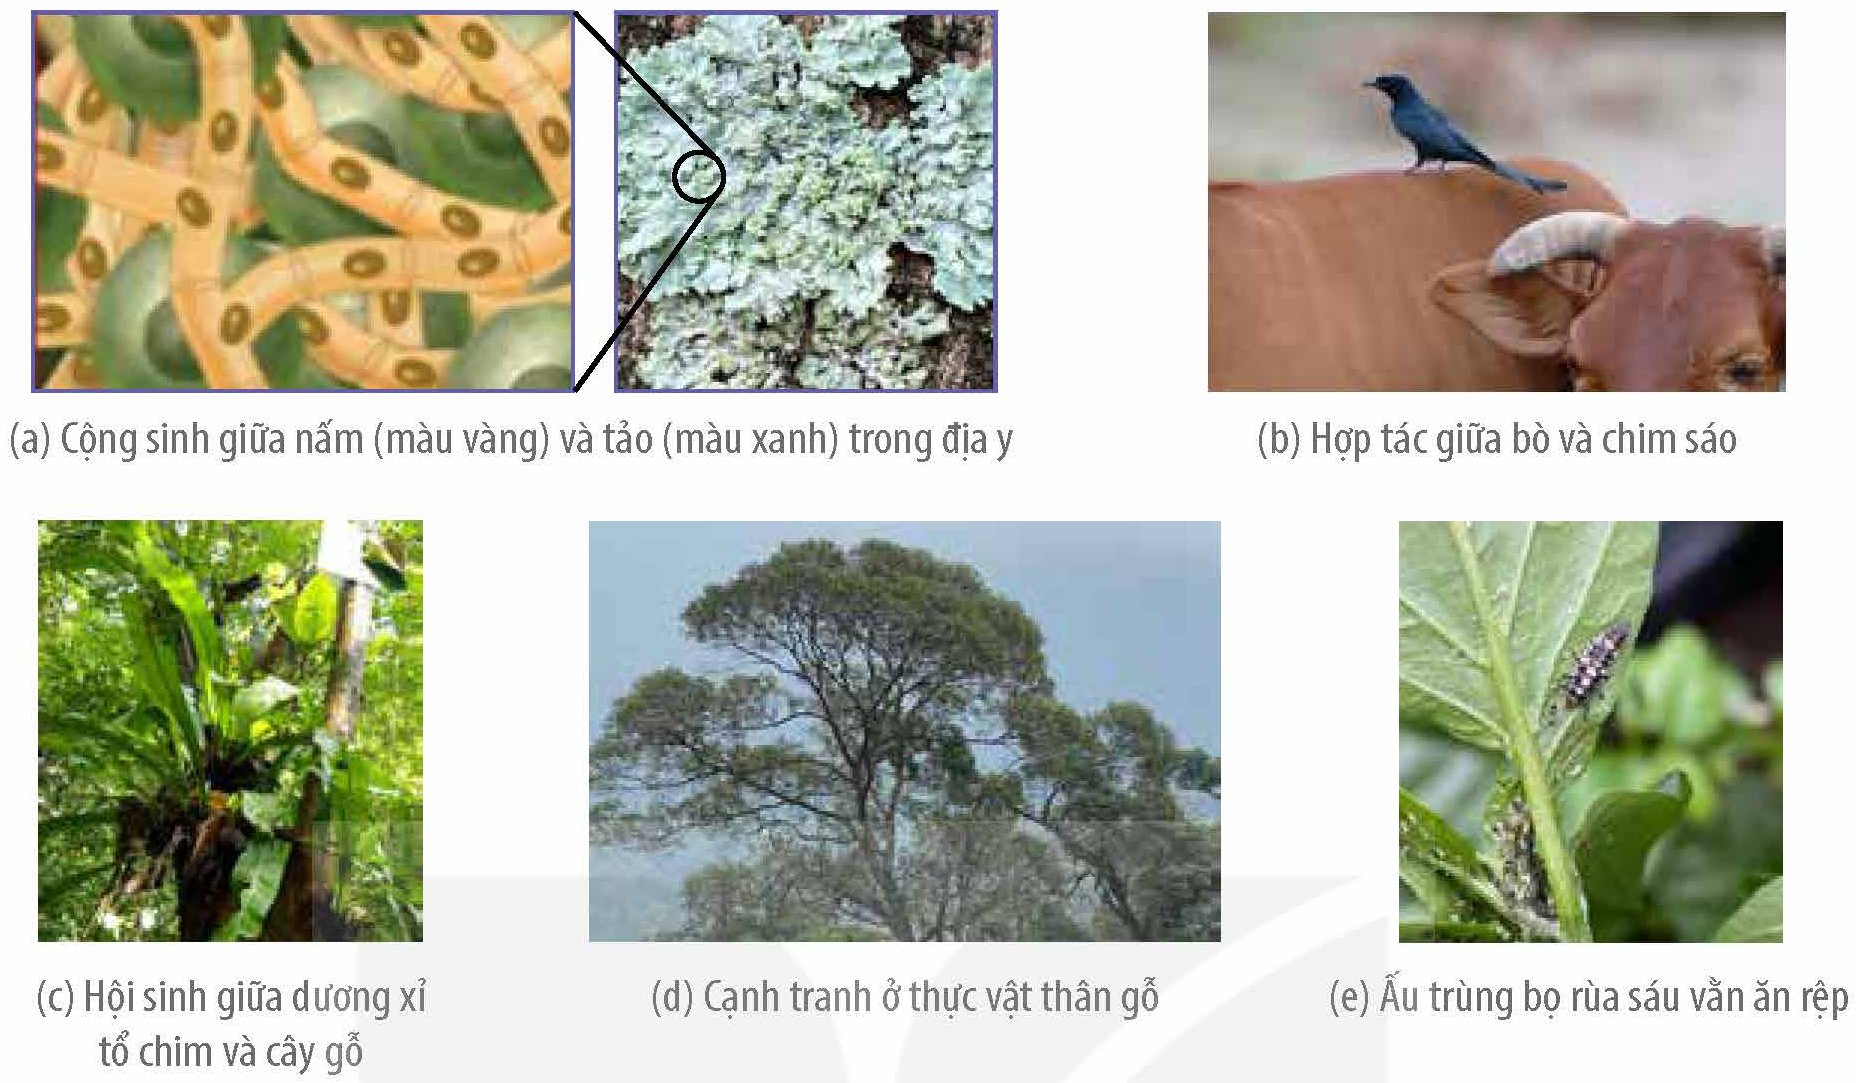 (a) Cộng sinh giữa nấm (màu vàng) và tảo (màu xanh) trong địa y
(b) Hợp tác giữa bò và chim sáo
(c) Hội sinh giữa dương xỉ
tổ chim và cây gỗ
(d) Cạnh tranh ở thực vật thân gỗ
(e) Ấu trùng bọ rùa sáu vằn ăn rệp